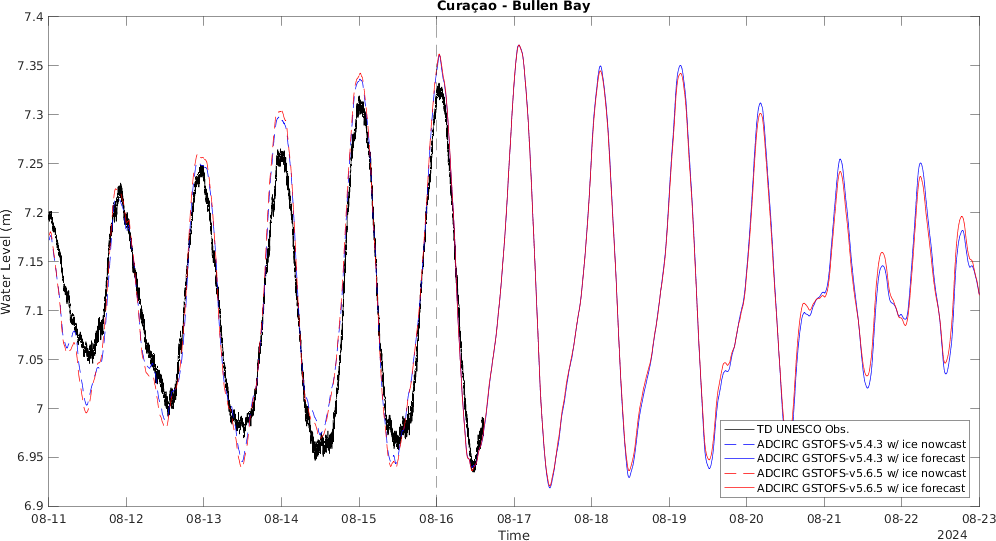 Curaçao - Bullen Bay
7.4
7.35
7.3
7.25
7.2
7.15
7.1
7.05
7
6.95
6.9
Water Level (m)
TD UNESCO Obs.
ADCIRC GSTOFS-v5.4.3 w/ ice nowcast
ADCIRC GSTOFS-v5.4.3 w/ ice forecast
ADCIRC GSTOFS-v5.6.5 w/ ice nowcast
ADCIRC GSTOFS-v5.6.5 w/ ice forecast
08-11 08-12 08-13 08-14 08-15 08-16 08-17 08-18 08-19 08-20 08-21 08-22 08-23
Time
2024